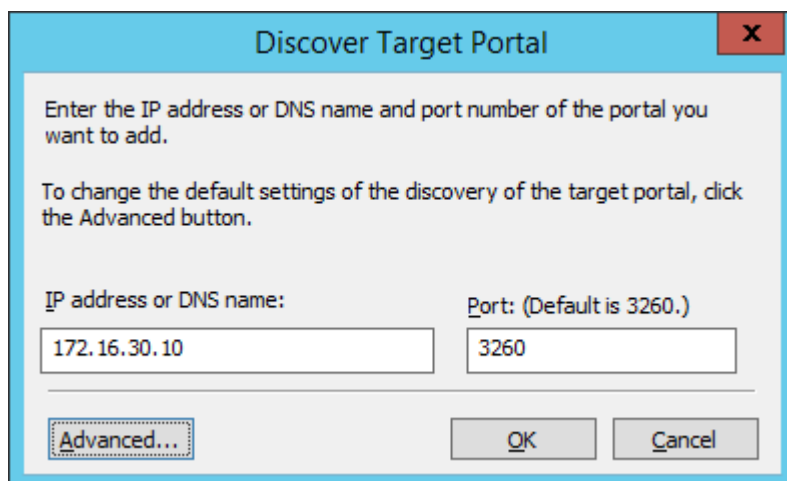 Discover Target Portal
x
Enter the IP address or DNS name and port number of the portal you
want to add.
To change the default settings of the discovery of the target portal, click
the Advanced button.
IP address or DNS name:
Port: (Default is 3260.)
172.16.30.10
3260
Advanced...
OK
Cancel